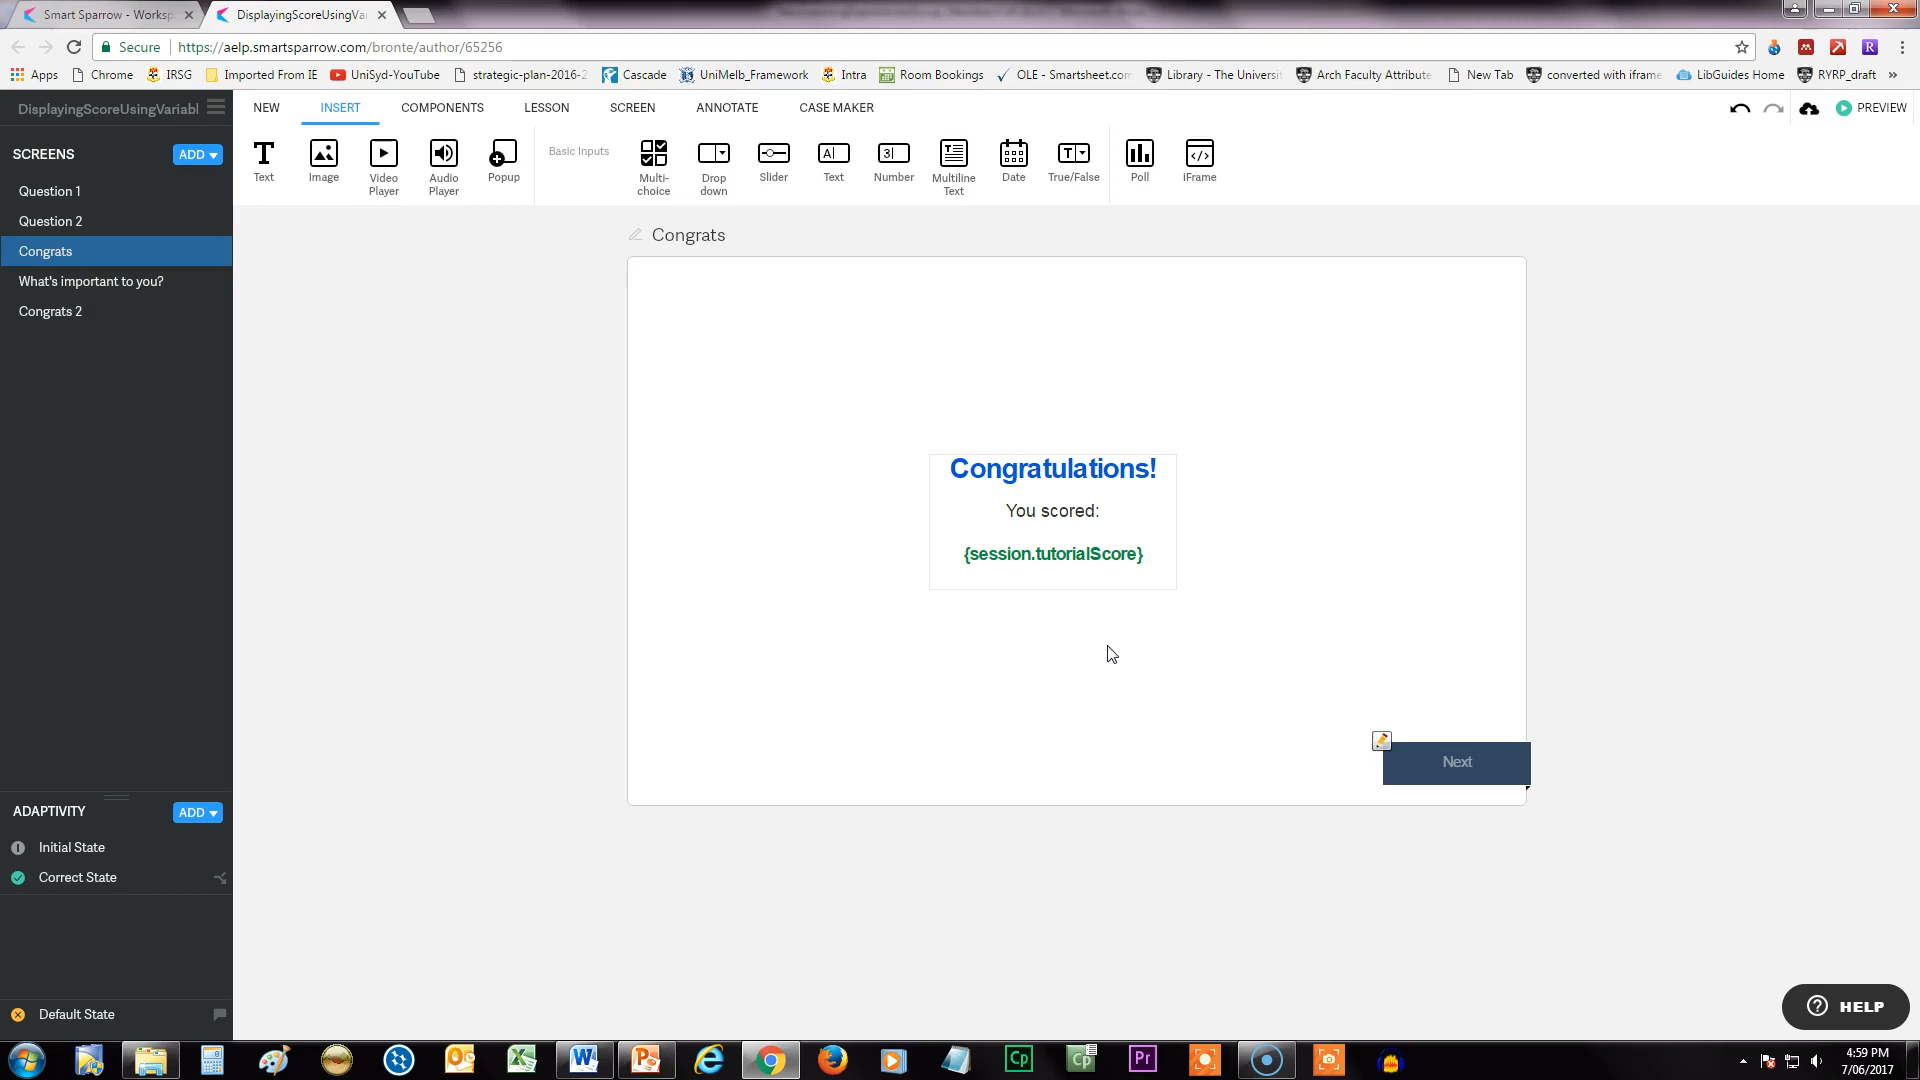 Smart Sparrow - Worksp
DisplayingScoreUsingVa
Secure
https://aelp.smartsparrow.com/bronte/author/65256
Apps
Chrome
IRSG
Imported From IE
UniSyd-YouTube
strategic-plan-2016-2
Cascade
UniMelb_Framework
Intra
Room Bookings
OLE - Smartsheet.com
Library - The Universit
Arch Faculty Attribute
New Tab
converted with iframe
LibGuides Home
RYRP_draft
»
DisplayingScoreUsingVariabl
NEW
INSERT
COMPONENTS
LESSON
SCREEN
ANNOTATE
CASE MAKER
PREVIEW
SCREENS
ADD
Text
Image
Video
Player
Audio
Player
Popup
Basic Inputs
Multi-
choice
Drop
down
Slider
Text
Number
Multiline
Text
Date
True/False
Poll
iFrame
Question 1
Question 2
Congrats
What's important to you?
Congrats 2
Congrats
Congratulations!
You scored:
{session.tutorialScore}
Next
ADAPTIVITY
ADD
Initial State
Correct State
Default State
HELP
4:59 PM
7/06/2017